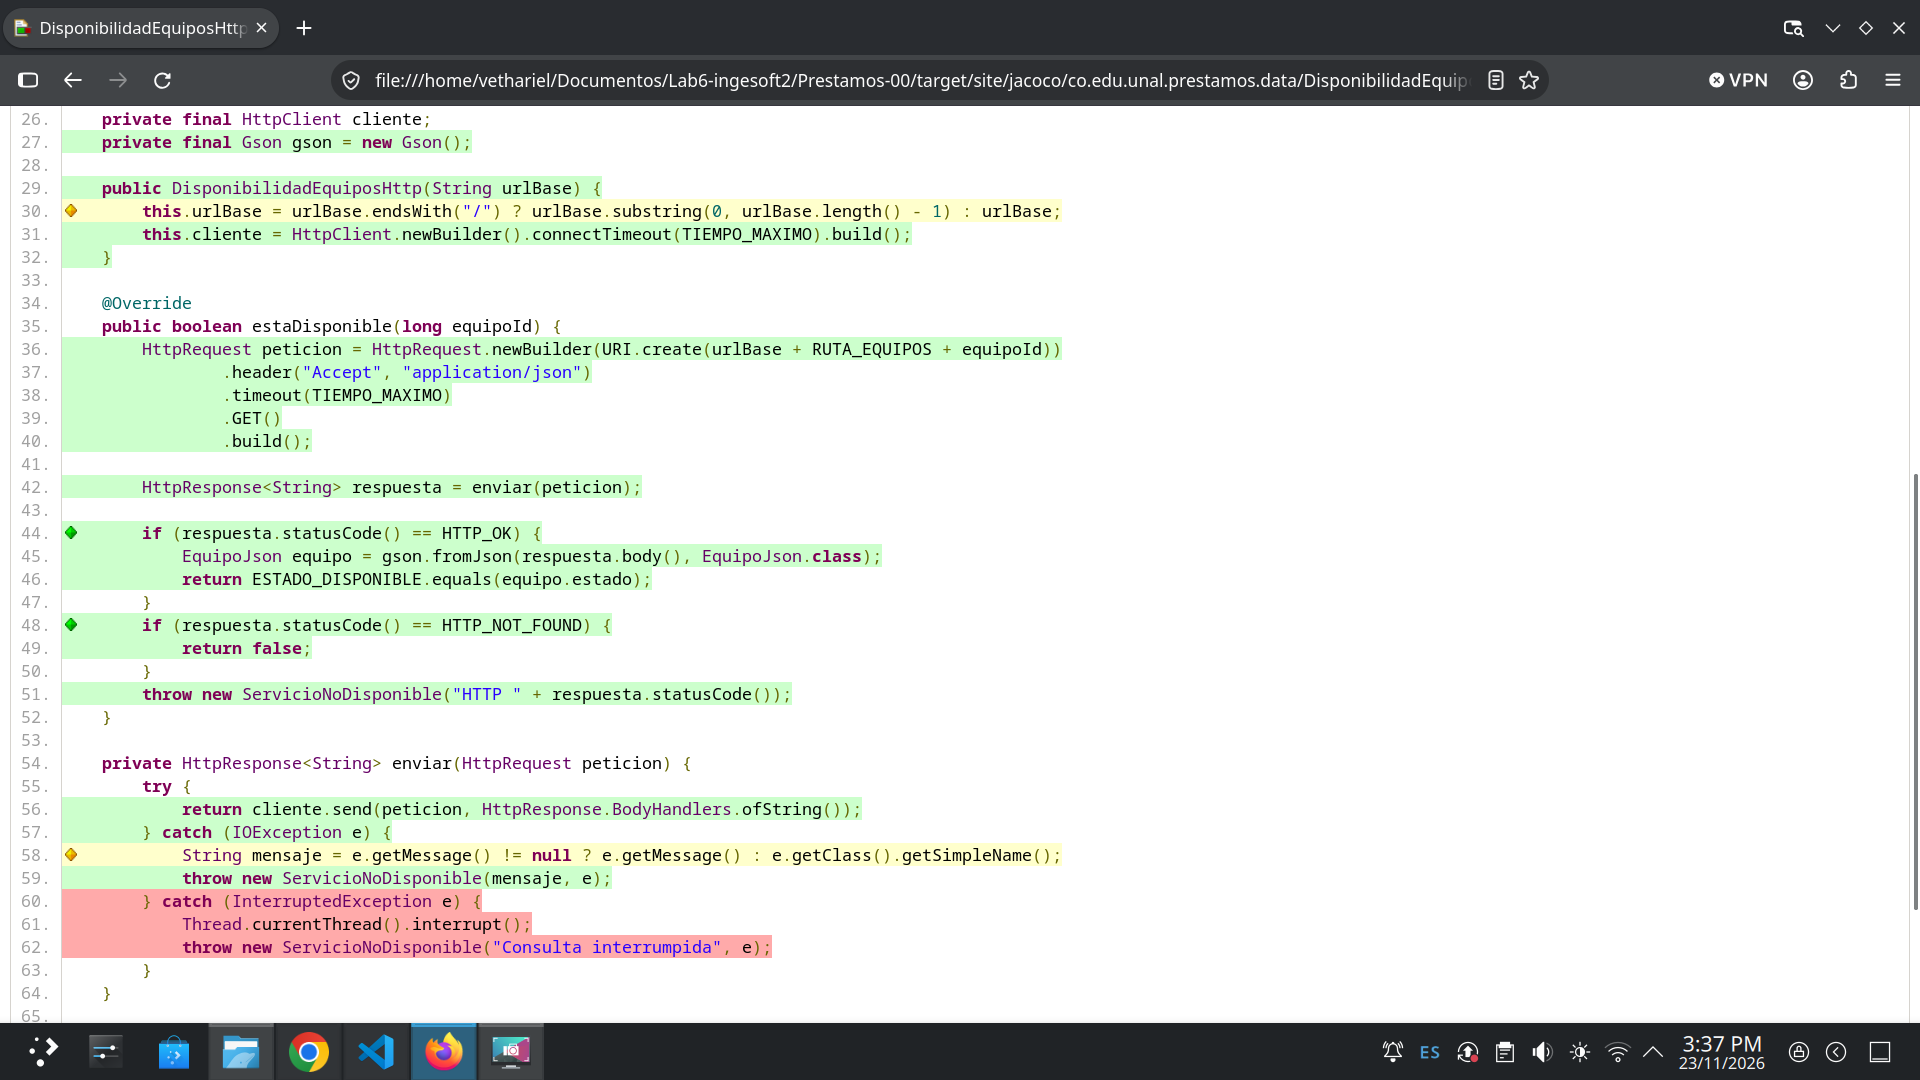 DisponibilidadEquiposHttp
file:///home/vethariel/Documentos/Lab6-ingesoft2/Prestamos-00/target/site/jacoco/co.edu.unal.prestamos.data/DisponibilidadEquip
VPN
26. private final HttpClient cliente;
27. private final Gson gson = new Gson();
28.
29. public DisponibilidadEquiposHttp(String urlBase) {
30. this.urlBase = urlBase.endsWith("/") ? urlBase.substring(0, urlBase.length() - 1) : urlBase;
31. this.cliente = HttpClient.newBuilder().connectTimeout(TIEMPO_MAXIMO).build();
32. }
33.
34. @Override
35. public boolean estaDisponible(long equipoId) {
36. HttpRequest peticion = HttpRequest.newBuilder(URI.create(urlBase + RUTA_EQUIPOS + equipoId))
37. .header("Accept", "application/json")
38. .timeout(TIEMPO_MAXIMO)
39. .GET()
40. .build();
41.
42. HttpResponse<String> respuesta = enviar(peticion);
43.
44. if (respuesta.statusCode() == HTTP_OK) {
45. EquipoJson equipo = gson.fromJson(respuesta.body(), EquipoJson.class);
46. return ESTADO_DISPONIBLE.equals(equipo.estado);
47. }
48. if (respuesta.statusCode() == HTTP_NOT_FOUND) {
49. return false;
50. }
51. throw new ServicioNoDisponible("HTTP " + respuesta.statusCode());
52. }
53.
54. private HttpResponse<String> enviar(HttpRequest peticion) {
55. try {
56. return cliente.send(peticion, HttpResponse.BodyHandlers.ofString());
57. } catch (IOException e) {
58. String mensaje = e.getMessage() != null ? e.getMessage() : e.getClass().getSimpleName();
59. throw new ServicioNoDisponible(mensaje, e);
60. } catch (InterruptedException e) {
61. Thread.currentThread().interrupt();
62. throw new ServicioNoDisponible("Consulta interrumpida", e);
63. }
64. }
65.
ES
3:37 PM
23/11/2026